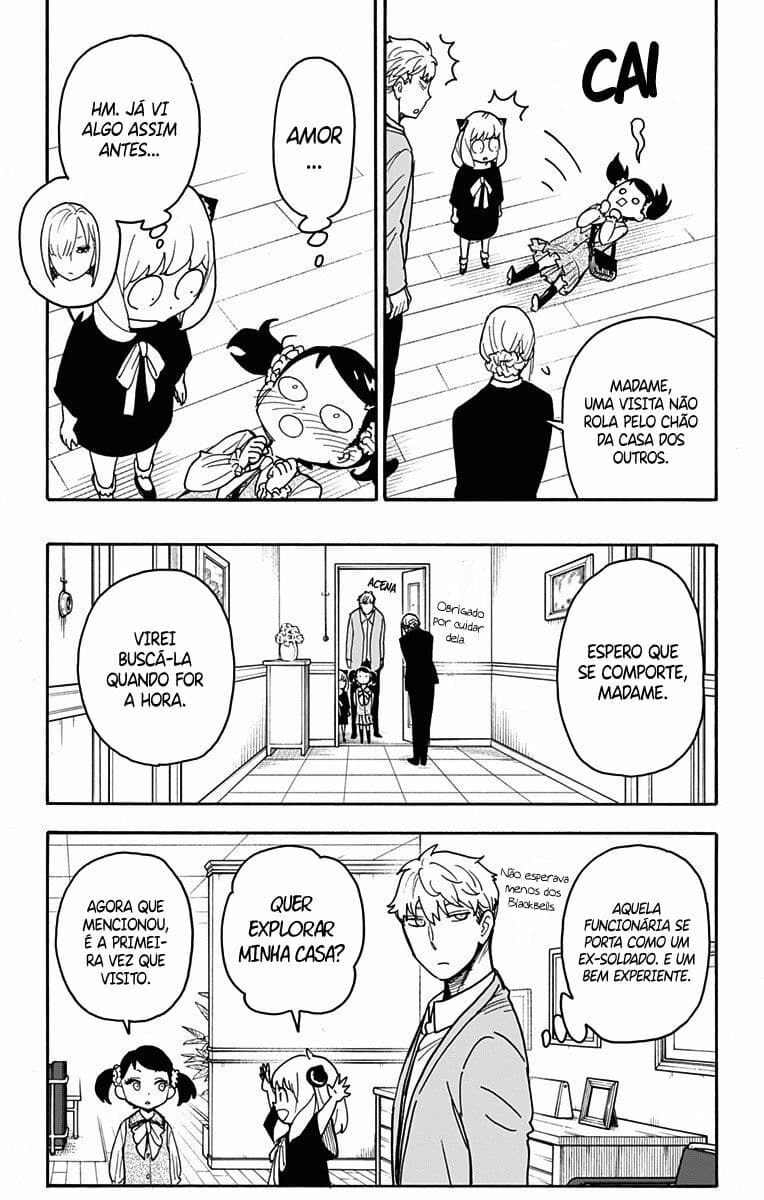 CAI
MADAME,
UMA VISITA NÃO
ROLA PELO CHÃO
DA CASA DOS
OUTROS.
AMOR
...
HM. JÁ VI
ALGO ASSIM
ANTES...
ESPERO QUE
SE COMPORTE,
MADAME.
Obrigado
por cuidar
dela.
ACENA
VIREI
BUSCÁ-LA
QUANDO FOR
A HORA.
AQUELA
FUNCIONÁRIA SE
PORTA COMO UM
EX-SOLDADO. E UM
BEM EXPERIENTE.
Não esperava
menos dos
Blackbells.
QUER
EXPLORAR
MINHA CASA?
AGORA QUE
MENCIONOU,
É A PRIMEI-
RA VEZ QUE
VISITO.